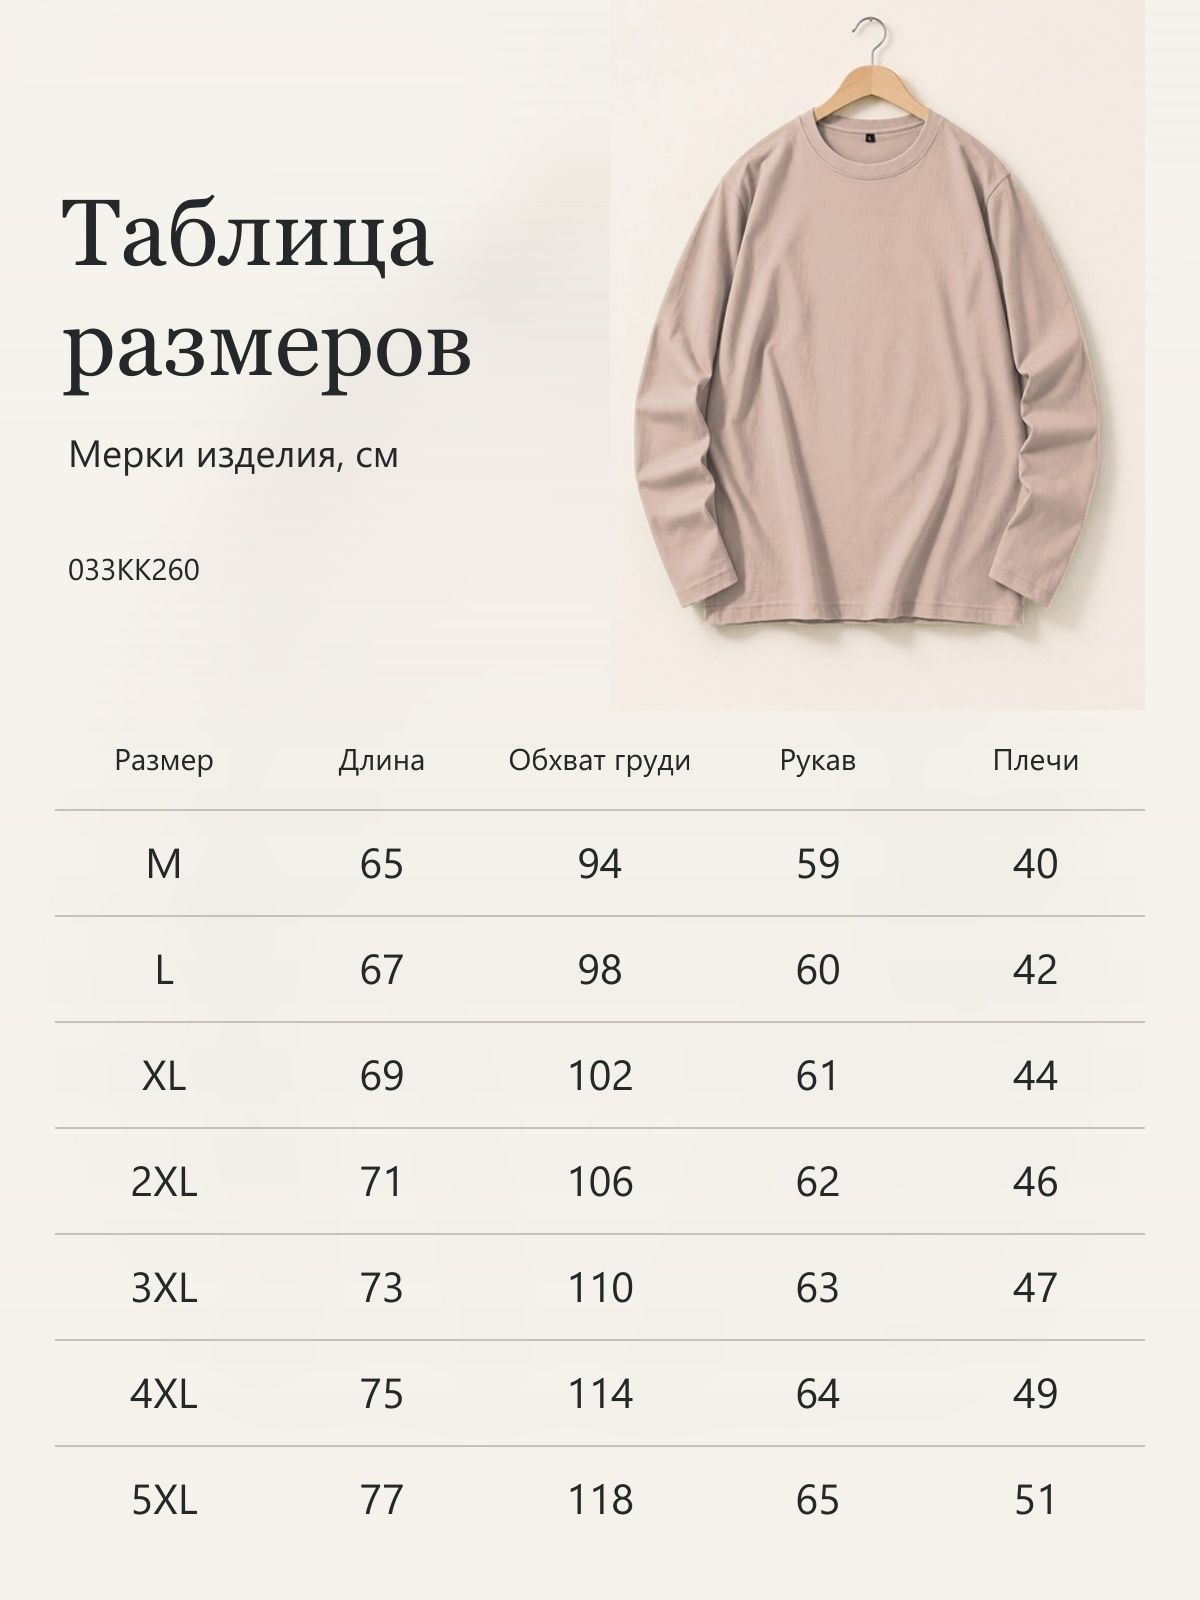 Таблица
размеров
Мерки изделия, см
033КК260
Размер Длина Обхват груди Рукав Плечи
M 65 94 59 40
L 67 98 60 42
XL 69 102 61 44
2XL 71 106 62 46
3XL 73 110 63 47
4XL 75 114 64 49
5XL 77 118 65 51